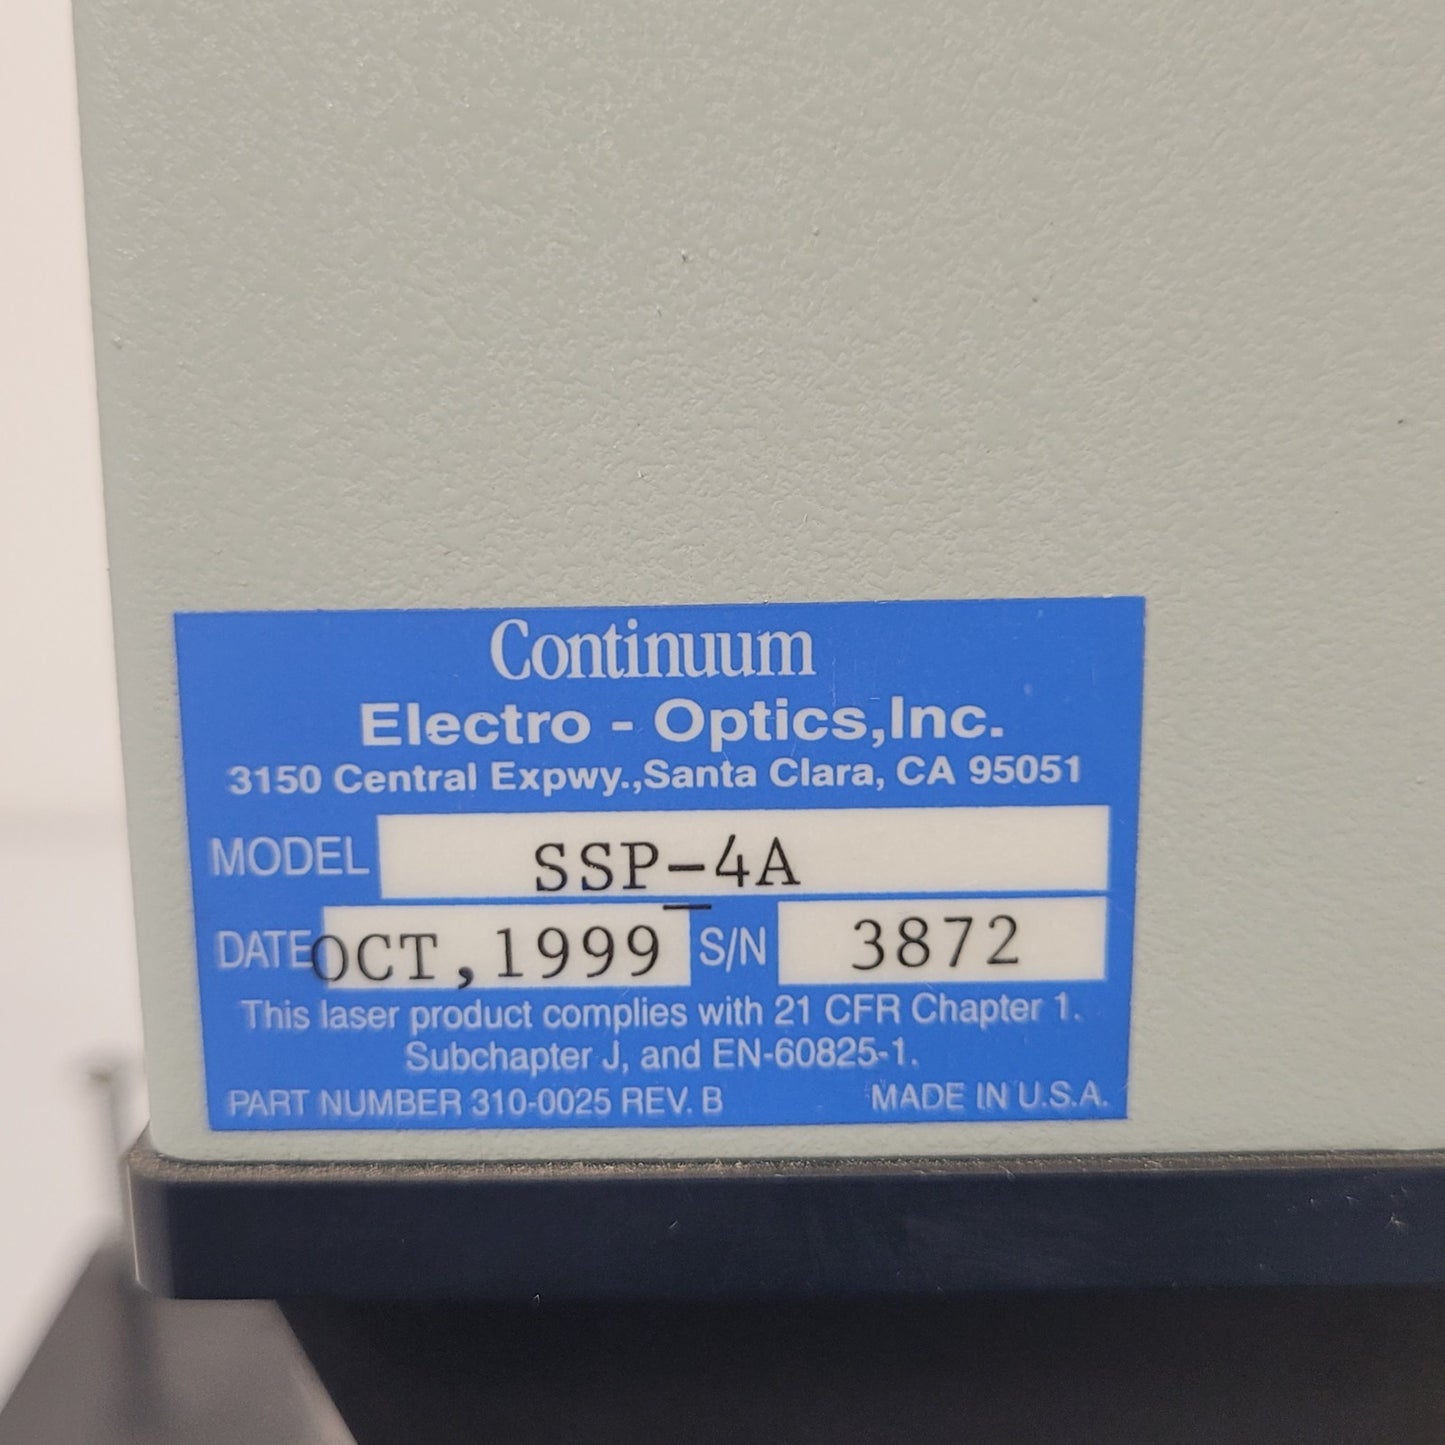 Continuum
Electro - Optics,Inc.
3150 Central Expwy.,Santa Clara, CA 95051
MODEL SSP-4A
DATE OCT,1999 S/N 3872
This laser product complies with 21 CFR Chapter 1.
Subchapter J, and EN-60825-1.
PART NUMBER 310-0025 REV. B MADE IN U.S.A.